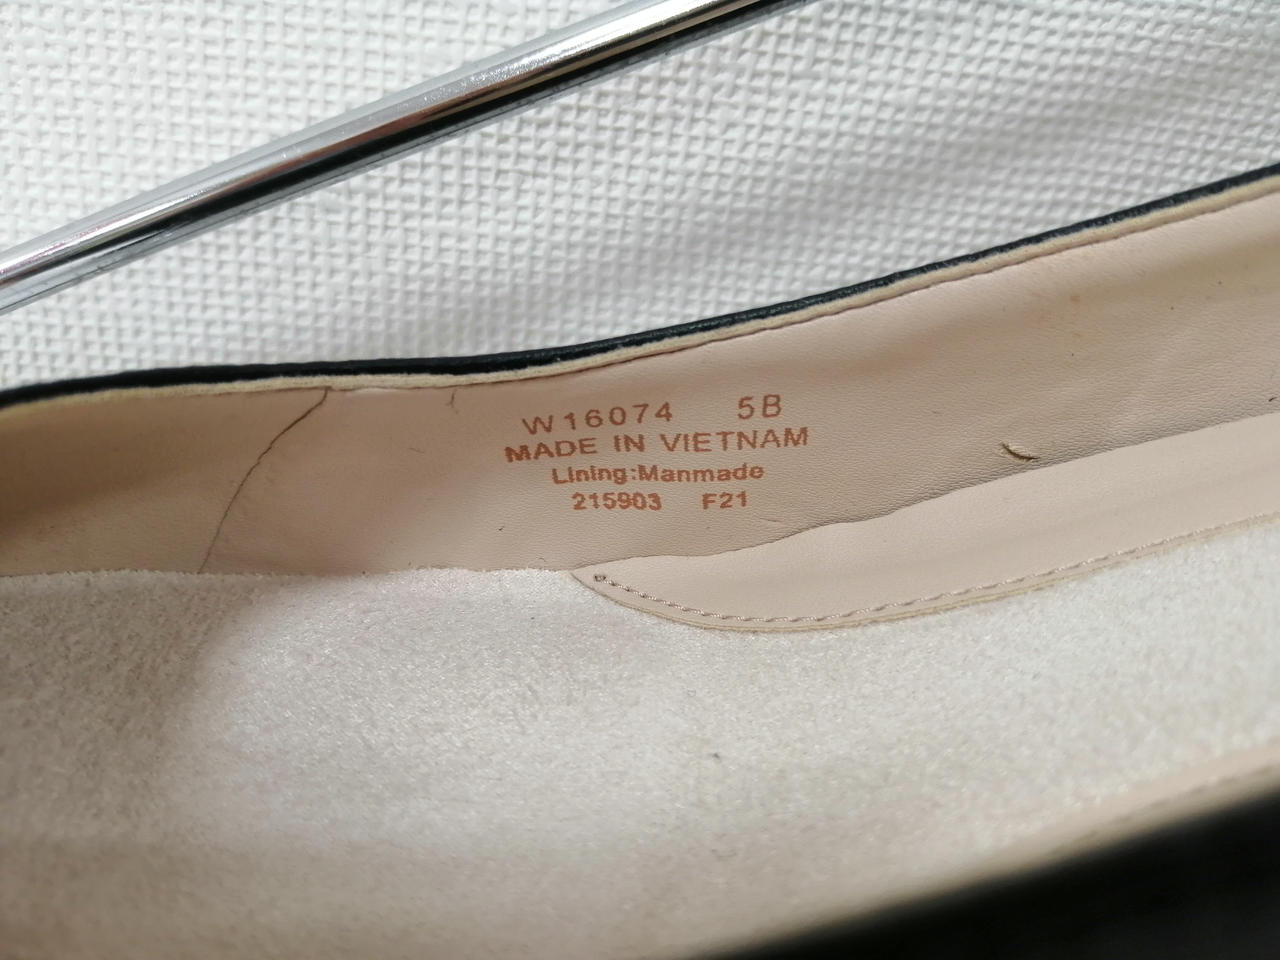 W16074 5B
MADE IN VIETNAM
Lining:Manmade
215903 F21